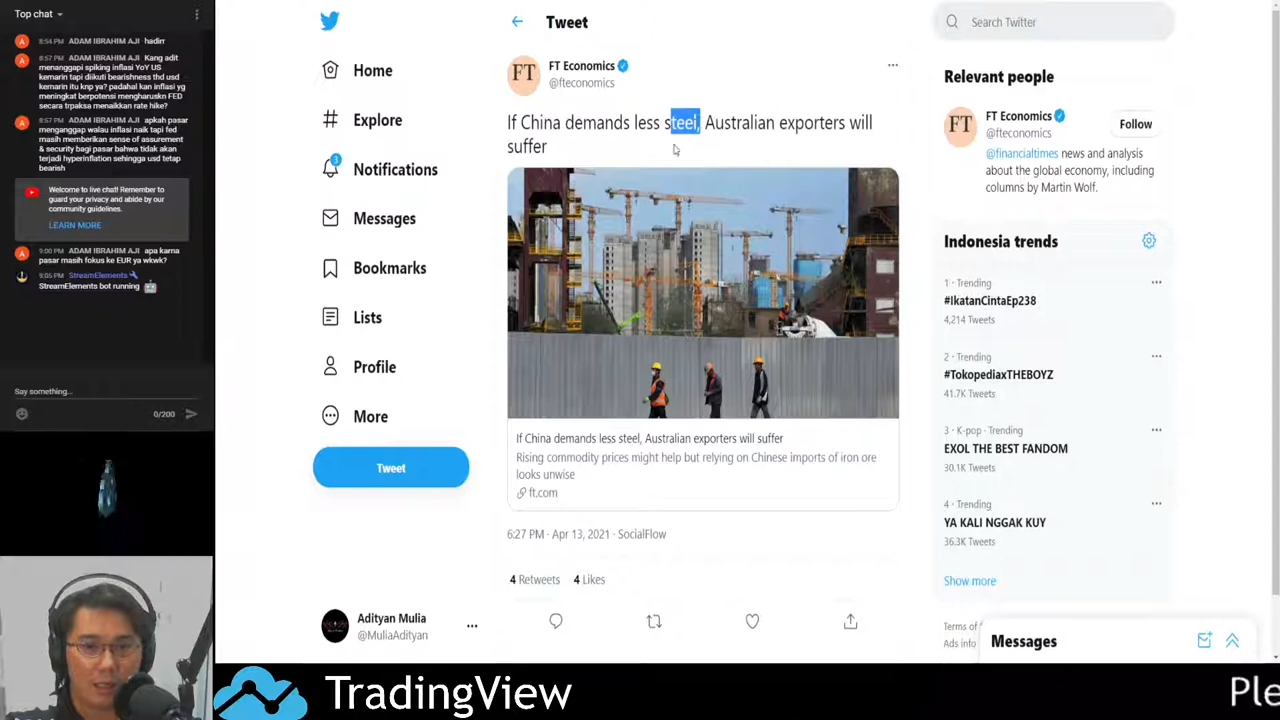 Top chat
8:54 PM ADAM IBRAHIM AJI hadirr
8:57 PM ADAM IBRAHIM AJI Kang adit
menanggapi spiking inflasi YoY US
kemarin tapi diikuti bearishness thd usd
kemarin itu knp ya? padahal kan inflasi yg
meningkat berpotensi mengharuskn FED
secara trpaksa menaikkan rate hike?
8:57 PM ADAM IBRAHIM AJI apkah pasar
menganggap walau inflasi naik tapi fed
masih memberikan sense of assurement
& security bagi pasar bahwa tidak akan
terjadi hyperinflation sehingga usd tetap
bearish
Welcome to live chat! Remember to
guard your privacy and abide by our
community guidelines.
LEARN MORE
9:00 PM ADAM IBRAHIM AJI apa karna
pasar masih fokus ke EUR ya wkwk?
9:05 PM StreamElements
StreamElements bot running
Say something...
0/200
Home
Explore
3
Notifications
Messages
Bookmarks
Lists
Profile
More
Tweet
Adityan Mulia
@MuliaAdityan
Tweet
FT
FT Economics
@fteconomics
If China demands less steel, Australian exporters will
suffer
If China demands less steel, Australian exporters will suffer
Rising commodity prices might help but relying on Chinese imports of iron ore
looks unwise
ft.com
6:27 PM · Apr 13, 2021 · SocialFlow
4 Retweets 4 Likes
Search Twitter
Relevant people
FT
FT Economics
@fteconomics
Follow
@financialtimes news and analysis
about the global economy, including
columns by Martin Wolf.
Indonesia trends
1 · Trending
#IkatanCintaEp238
4,214 Tweets
2 · Trending
#TokopediaxTHEBOYZ
41.7K Tweets
3 · K-pop · Trending
EXOL THE BEST FANDOM
30.1K Tweets
4 · Trending
YA KALI NGGAK KUY
36.3K Tweets
Show more
Terms of
Ads info
Messages
TradingView
Ple